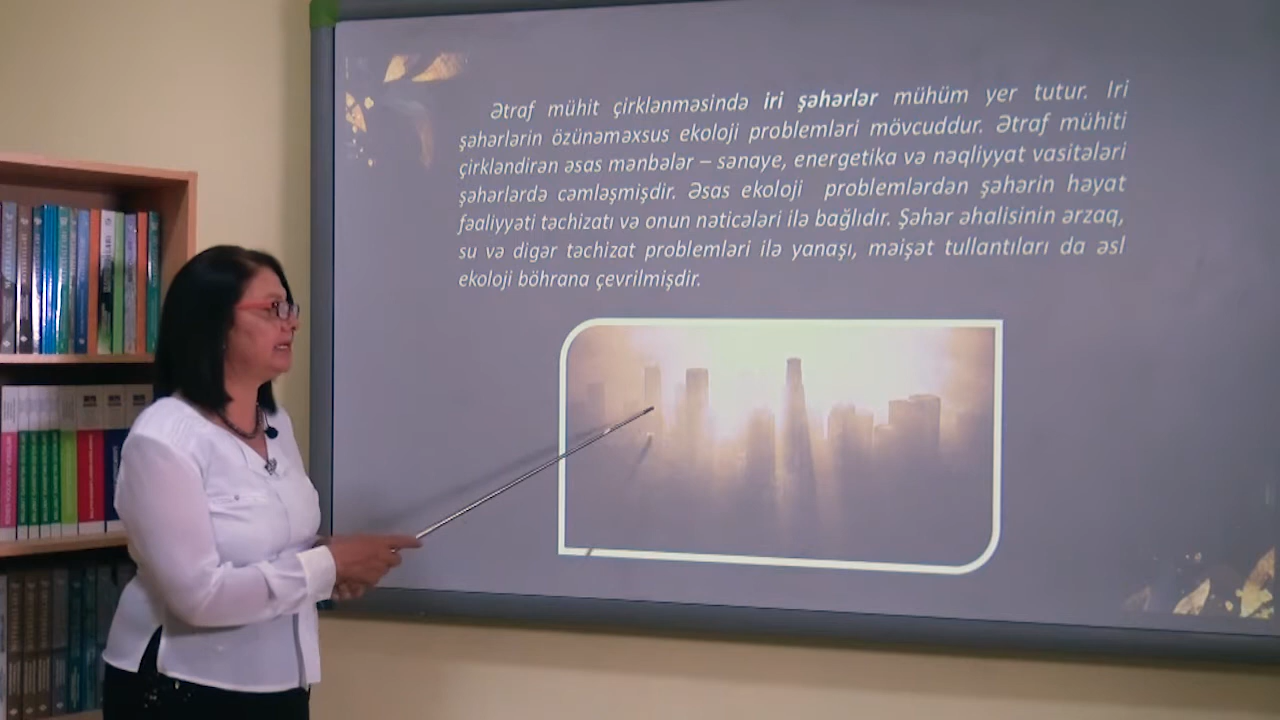 Ətraf mühit çirklənməsində iri şəhərlər mühüm yer tutur. Iri
şəhərlərin özünəməxsus ekoloji problemləri mövcuddur. Ətraf mühiti
çirkləndirən əsas mənbələr – sənaye, energetika və nəqliyyat vasitələri
şəhərlərdə cəmləşmişdir. Əsas ekoloji problemlərdən şəhərin həyat
fəaliyyəti təchizatı və onun nəticələri ilə bağlıdır. Şəhər əhalisinin ərzaq,
su və digər təchizat problemləri ilə yanaşı, məişət tullantıları da əsl
ekoloji böhrana çevrilmişdir.